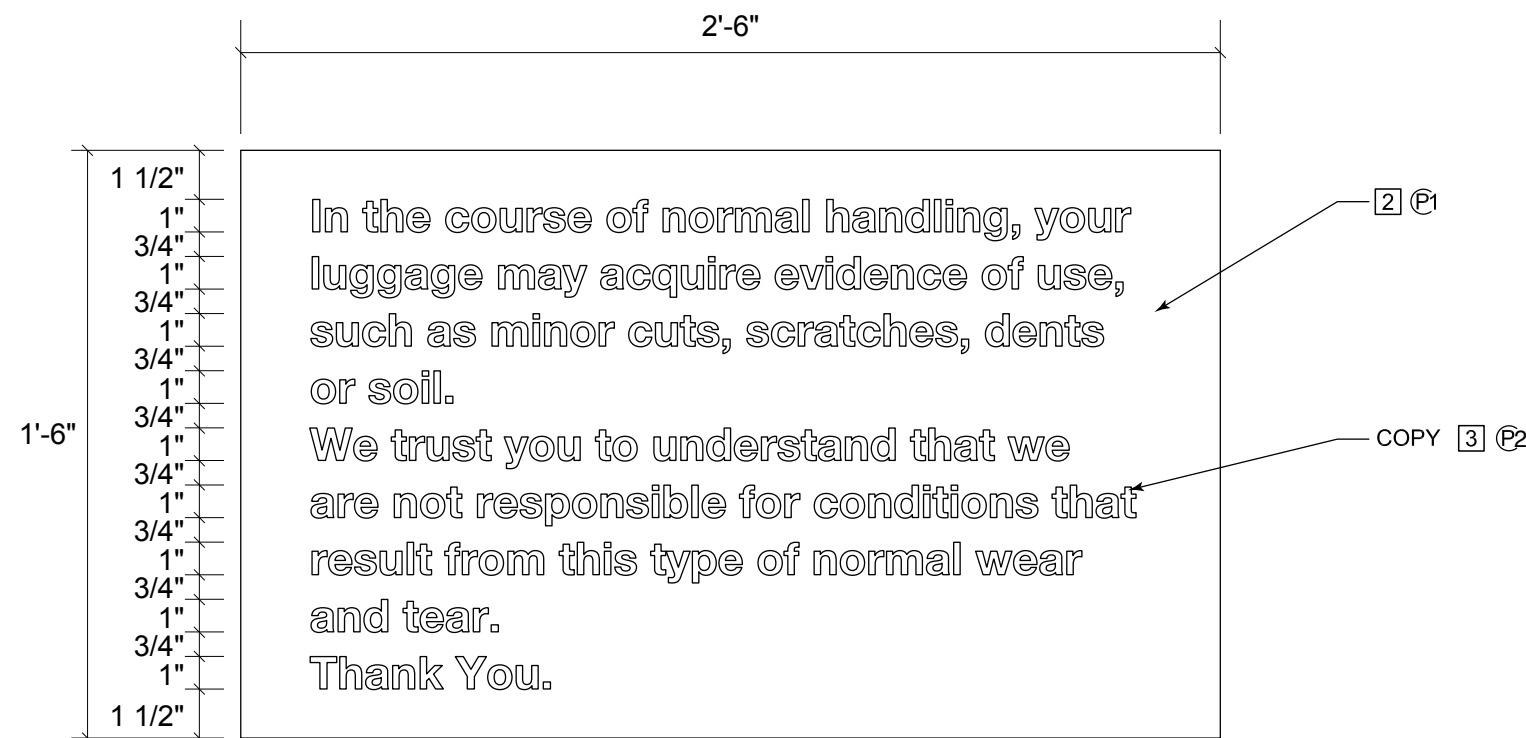 2'-6"
1 1/2"
1"
3/4"
1"
3/4"
1"
3/4"
1"
3/4"
1"
3/4"
1"
3/4"
1"
3/4"
1"
3/4"
1"
1 1/2"
1'-6"
In the course of normal handling, your
luggage may acquire evidence of use,
such as minor cuts, scratches, dents
or soil.
We trust you to understand that we
are not responsible for conditions that
result from this type of normal wear
and tear.
Thank You.
2 P1
COPY 3 P2